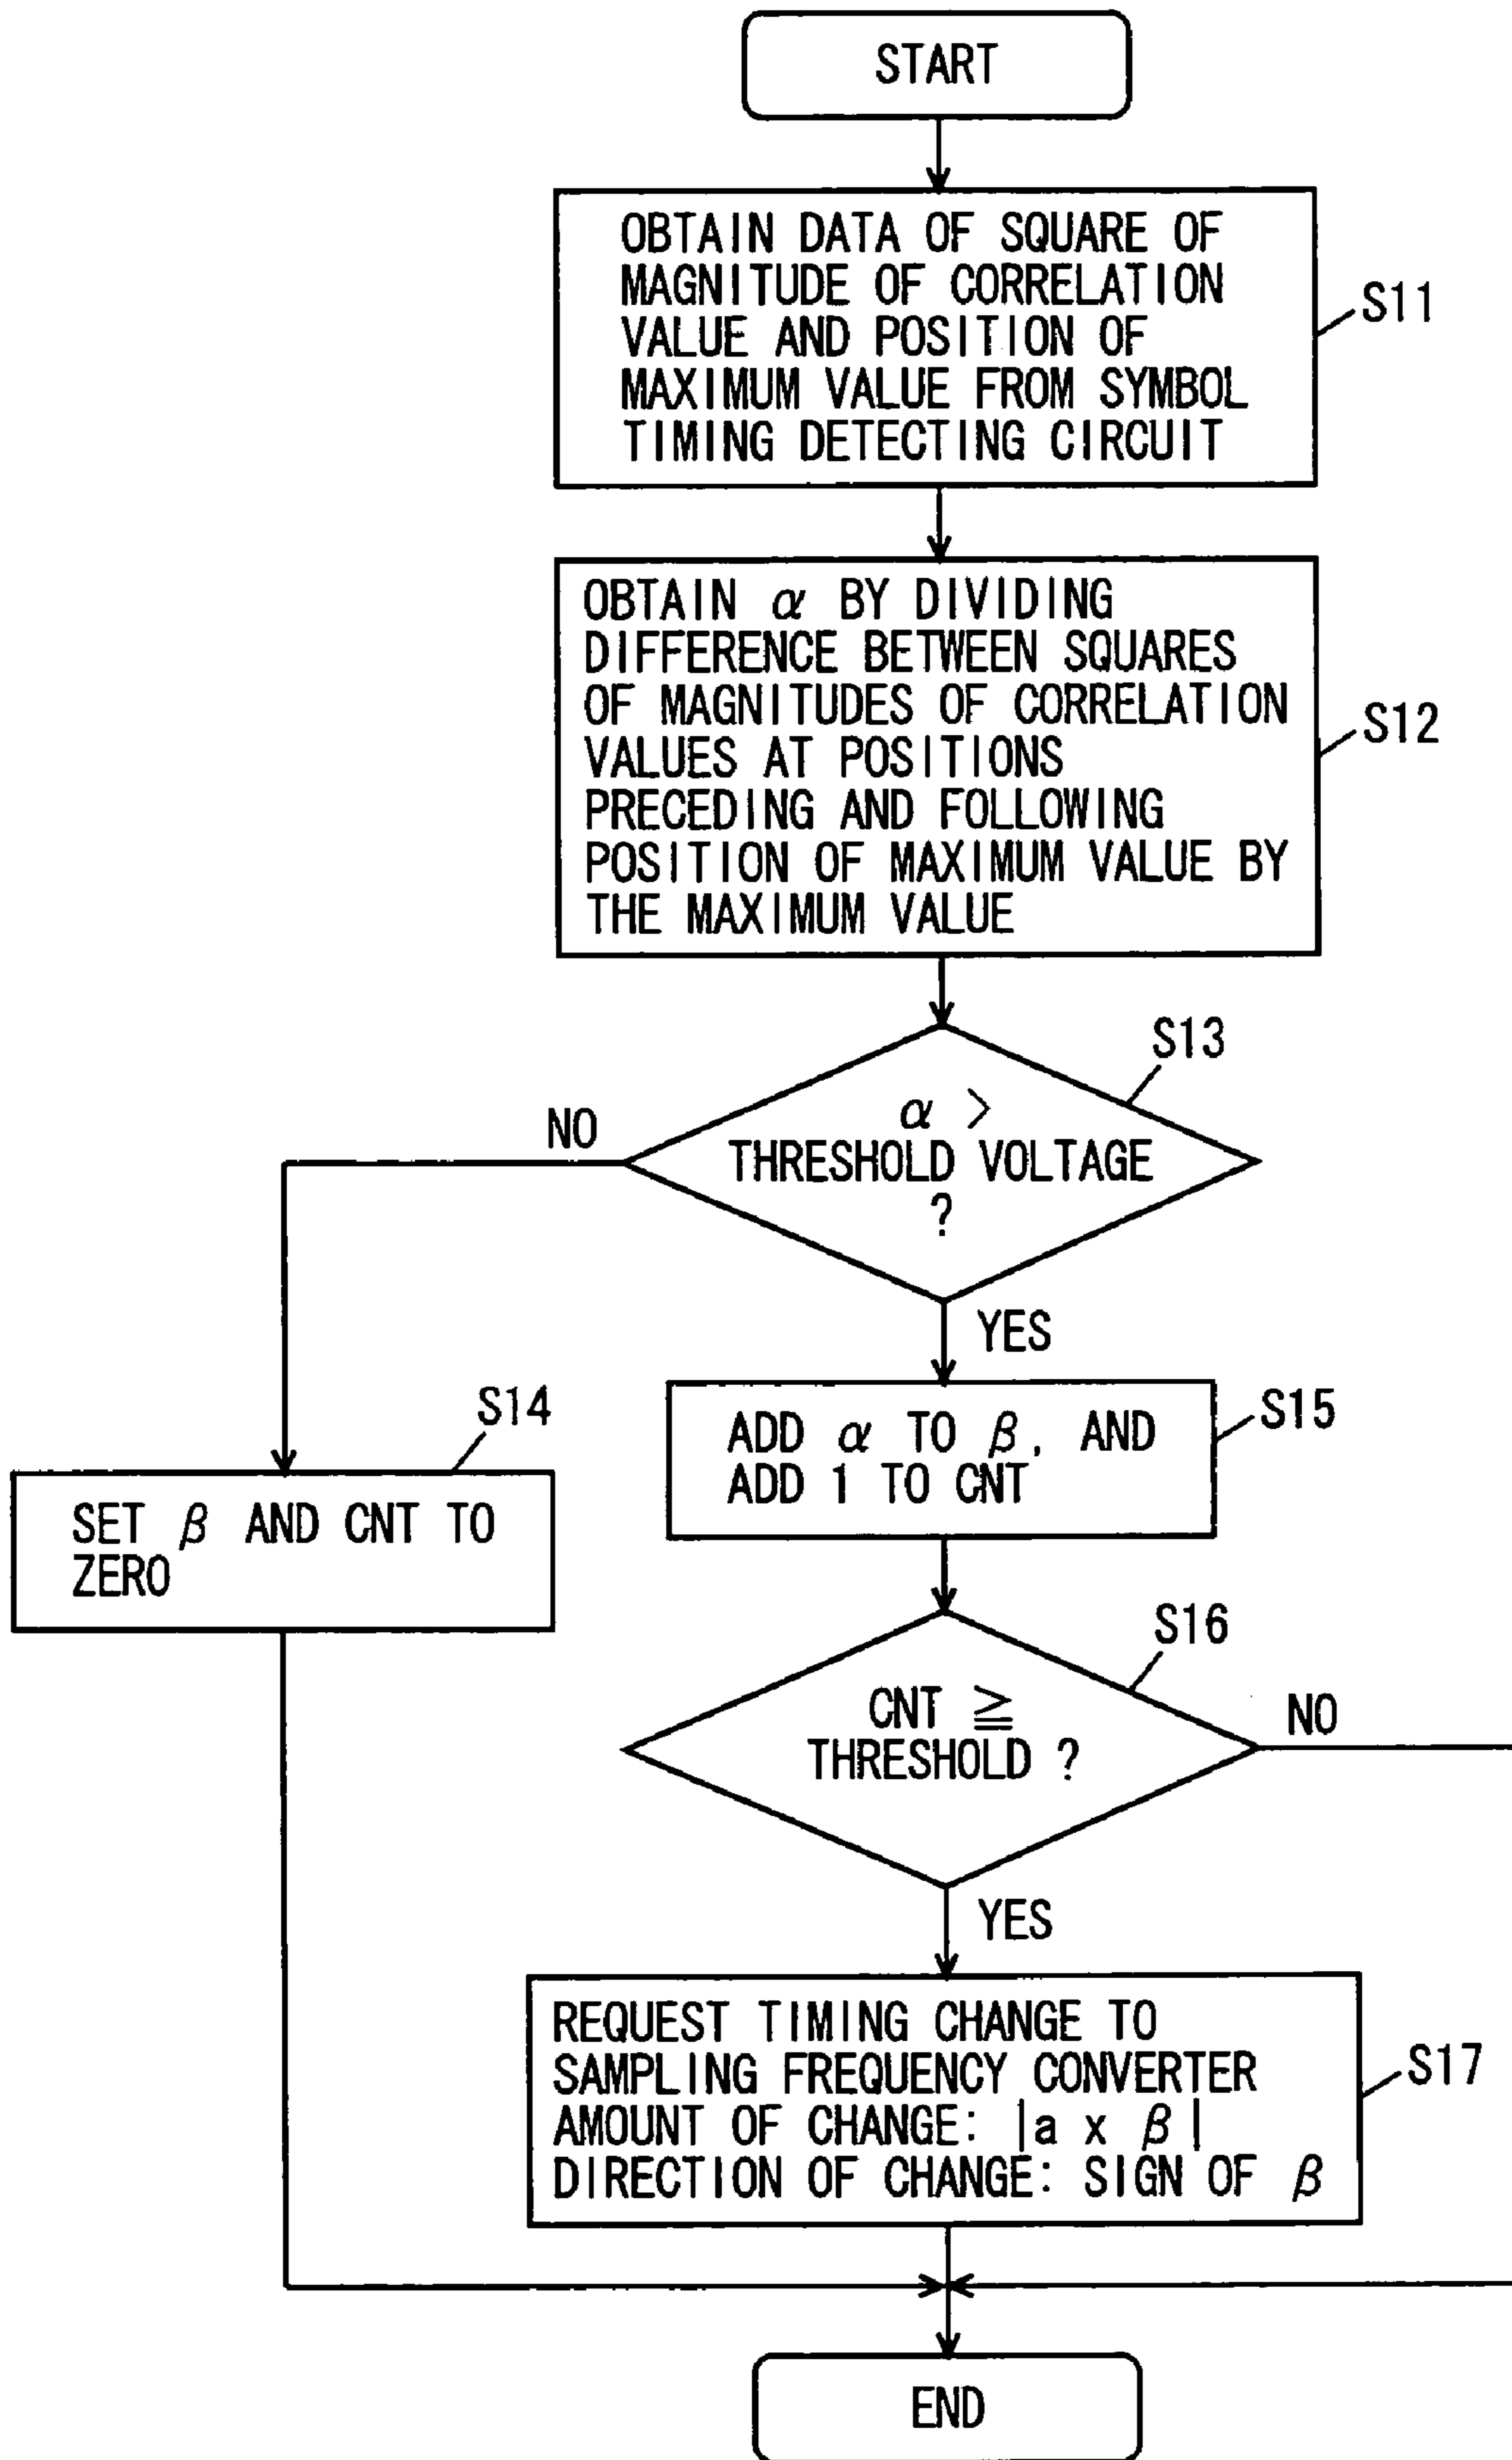 START
OBTAIN DATA OF SQUARE OF
MAGNITUDE OF CORRELATION
VALUE AND POSITION OF
MAXIMUM VALUE FROM SYMBOL
TIMING DETECTING CIRCUIT
S11
OBTAIN α BY DIVIDING
DIFFERENCE BETWEEN SQUARES
OF MAGNITUDES OF CORRELATION
VALUES AT POSITIONS
PRECEDING AND FOLLOWING
POSITION OF MAXIMUM VALUE BY
THE MAXIMUM VALUE
S12
S13
α >
THRESHOLD VOLTAGE
?
NO
YES
S14
SET β AND CNT TO
ZERO
S15
ADD α TO β, AND
ADD 1 TO CNT
S16
CNT ≧
THRESHOLD ?
NO
YES
REQUEST TIMING CHANGE TO
SAMPLING FREQUENCY CONVERTER
AMOUNT OF CHANGE: |a x β|
DIRECTION OF CHANGE: SIGN OF β
S17
END